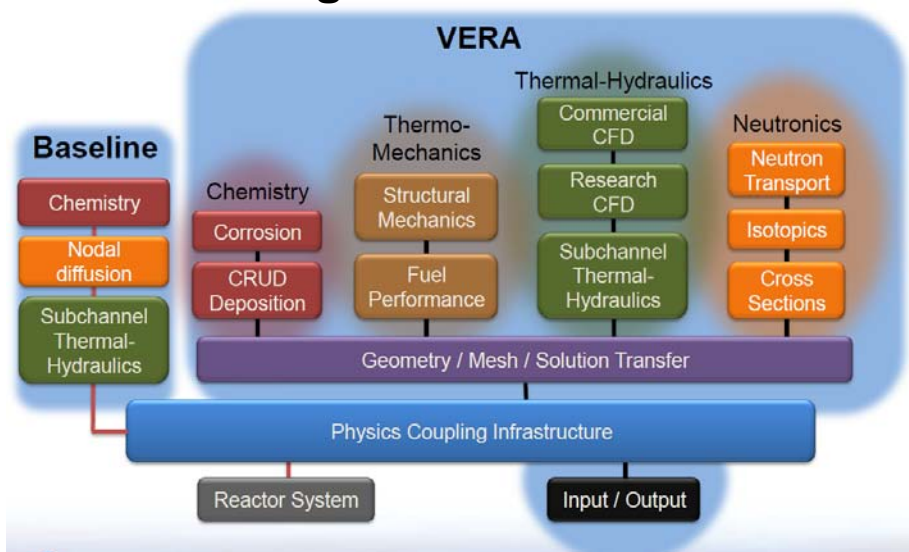 VERA
Baseline
Chemistry
Nodal
diffusion
Subchannel
Thermal-
Hydraulics
Chemistry
Corrosion
CRUD
Deposition
Thermo-
Mechanics
Structural
Mechanics
Fuel
Performance
Thermal-Hydraulics
Commercial
CFD
Research
CFD
Subchannel
Thermal-
Hydraulics
Neutronics
Neutron
Transport
Isotopics
Cross
Sections
Geometry / Mesh / Solution Transfer
Physics Coupling Infrastructure
Reactor System
Input / Output